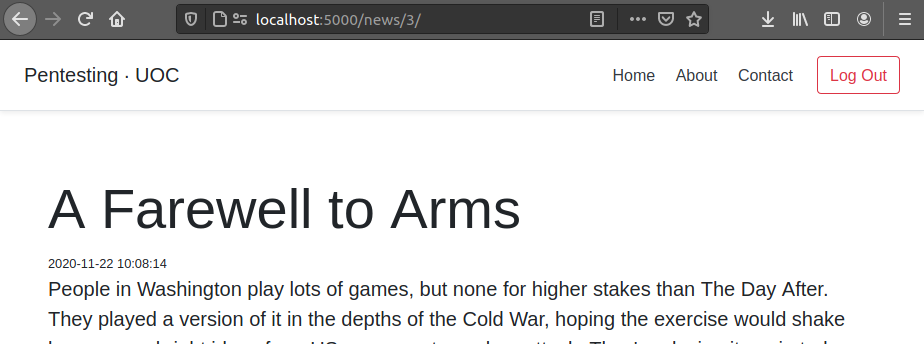 localhost:5000/news/3/
Pentesting · UOC
Home About Contact Log Out
A Farewell to Arms
2020-11-22 10:08:14
People in Washington play lots of games, but none for higher stakes than The Day After.
They played a version of it in the depths of the Cold War, hoping the exercise would shake